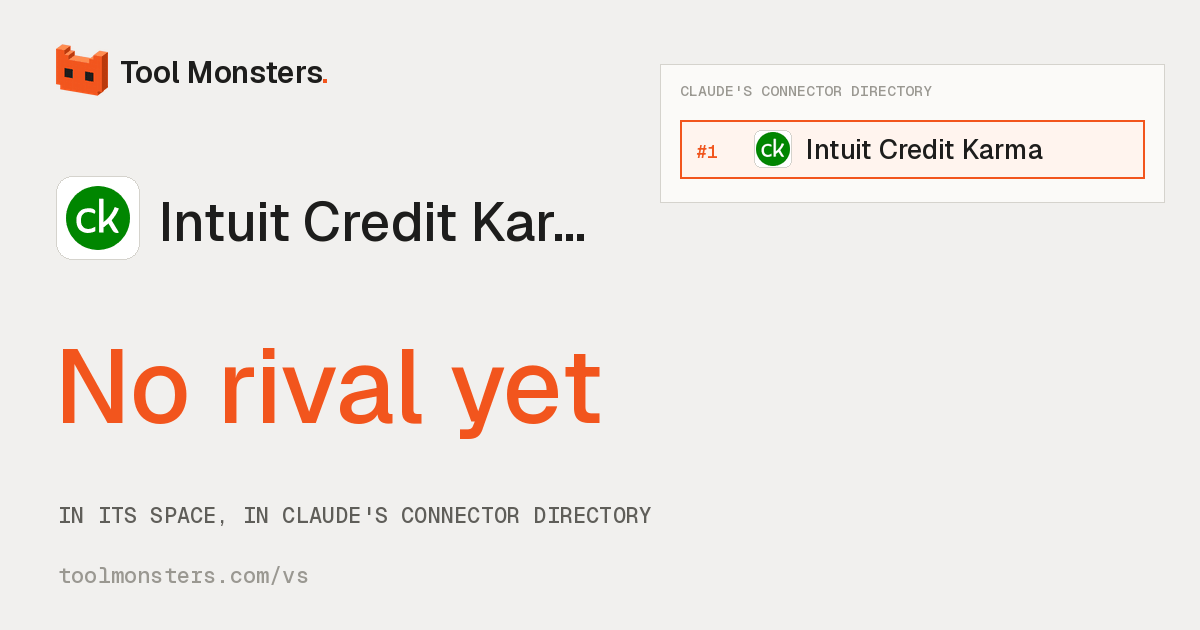 Tool Monsters.
CLAUDE'S CONNECTOR DIRECTORY
#1 ck Intuit Credit Karma
ck Intuit Credit Kar...
No rival yet
IN ITS SPACE, IN CLAUDE'S CONNECTOR DIRECTORY
toolmonsters.com/vs